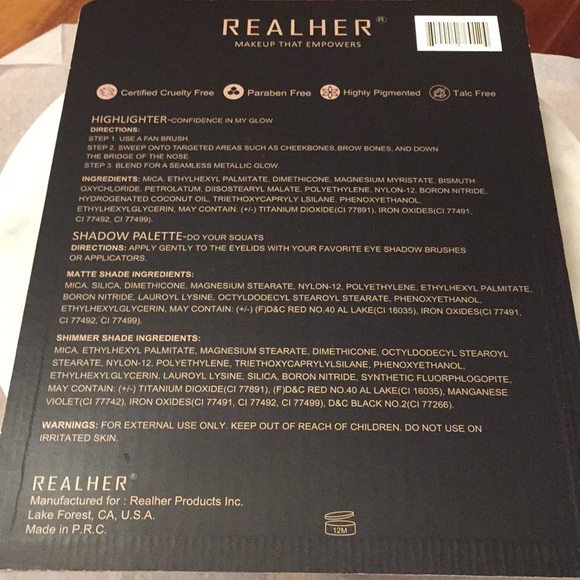 REALHER®
MAKEUP THAT EMPOWERS
Certified Cruelty Free
Paraben Free
Highly Pigmented
Talc Free
HIGHLIGHTER-CONFIDENCE IN MY GLOW
DIRECTIONS:
STEP 1. USE A FAN BRUSH.
STEP 2. SWEEP ONTO TARGETED AREAS SUCH AS CHEEKBONES,BROW BONES, AND DOWN
THE BRIDGE OF THE NOSE.
STEP 3. BLEND FOR A SEAMLESS METALLIC GLOW.
INGREDIENTS: MICA, ETHYLHEXYL PALMITATE, DIMETHICONE, MAGNESIUM MYRISTATE, BISMUTH
OXYCHLORIDE, PETROLATUM. DIISOSTEARYL MALATE, POLYETHYLENE, NYLON-12, BORON NITRIDE,
HYDROGENATED COCONUT OIL, TRIETHOXYCAPRYLY LSILANE, PHENOXYETHANOL,
ETHYLHEXYLGLYCERIN, MAY CONTAIN: (+/-) TITANIUM DIOXIDE(CI 77891), IRON OXIDES(CI 77491,
CI 77492, CI 77499).
SHADOW PALETTE-DO YOUR SQUATS
DIRECTIONS: APPLY GENTLY TO THE EYELIDS WITH YOUR FAVORITE EYE SHADOW BRUSHES
OR APPLICATORS.
MATTE SHADE INGREDIENTS:
MICA, SILICA, DIMETHICONE, MAGNESIUM STEARATE, NYLON-12, POLYETHYLENE, ETHYLHEXYL PALMITATE,
BORON NITRIDE, LAUROYL LYSINE, OCTYLDODECYL STEAROYL STEARATE, PHENOXYETHANOL,
ETHYLHEXYLGLYCERIN, MAY CONTAIN: (+/-) (F)D&C RED NO.40 AL LAKE(CI 16035), IRON OXIDES(CI 77491,
CI 77492, CI 77499).
SHIMMER SHADE INGREDIENTS:
MICA, ETHYLHEXYL PALMITATE, MAGNESIUM STEARATE, DIMETHICONE, OCTYLDODECYL STEAROYL
STEARATE, NYLON-12, POLYETHYLENE, TRIETHOXYCAPRYLYLSILANE, PHENOXYETHANOL,
ETHYLHEXYLGLYCERIN, LAUROYL LYSINE, SILICA, BORON NITRIDE, SYNTHETIC FLUORPHLOGOPITE,
MAY CONTAIN: (+/-) TITANIUM DIOXIDE(CI 77891), (F)D&C RED NO.40 AL LAKE(CI 16035), MANGANESE
VIOLET(CI 77742), IRON OXIDES(CI 77491, CI 77492, CI 77499), D&C BLACK NO.2(CI 77266).
WARNINGS: FOR EXTERNAL USE ONLY. KEEP OUT OF REACH OF CHILDREN. DO NOT USE ON
IRRITATED SKIN.
REALHER®
Manufactured for : Realher Products Inc.
Lake Forest, CA, U.S.A.
Made in P.R.C.
12M